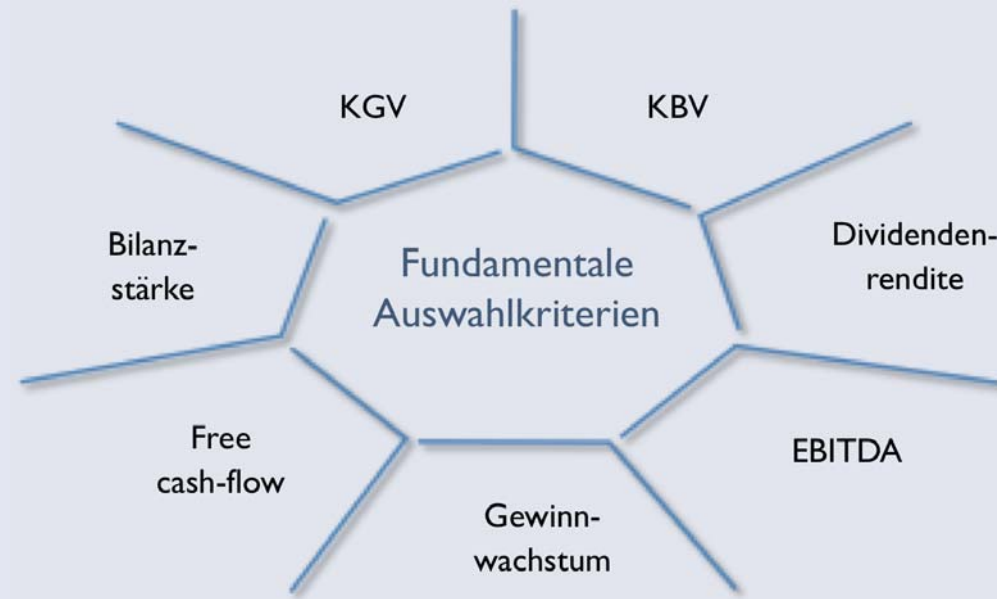 KGV
KBV
Bilanz-
stärke
Dividenden-
rendite
Fundamentale
Auswahlkriterien
Free
cash-flow
EBITDA
Gewinn-
wachstum